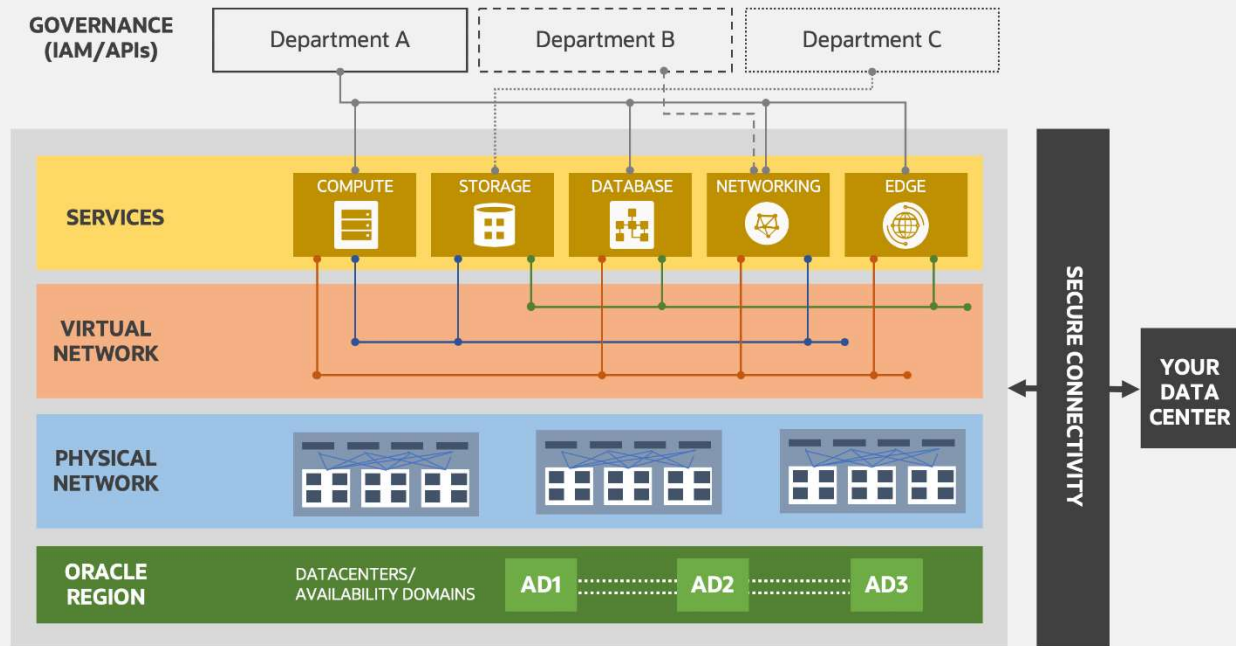 GOVERNANCE
(IAM/APIs)
Department A
Department B
Department C
SERVICES
COMPUTE
STORAGE
DATABASE
NETWORKING
EDGE
VIRTUAL
NETWORK
PHYSICAL
NETWORK
ORACLE
REGION
DATACENTERS/
AVAILABILITY DOMAINS
AD1
AD2
AD3
SECURE CONNECTIVITY
YOUR
DATA
CENTER